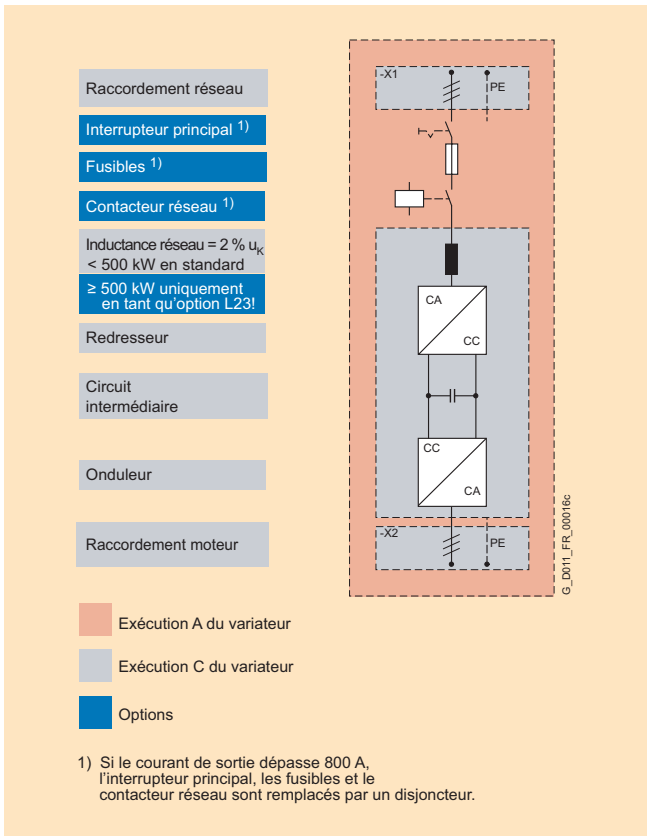 Raccordement réseau
Interrupteur principal 1)
Fusibles 1)
Contacteur réseau 1)
Inductance réseau = 2 % uK
< 500 kW en standard
≥ 500 kW uniquement
en tant qu'option L23!
Redresseur
Circuit
intermédiaire
Onduleur
Raccordement moteur
-X1
PE
CA
CC
CC
CA
-X2
PE
G_D011_FR_00016c
Exécution A du variateur
Exécution C du variateur
Options
1) Si le courant de sortie dépasse 800 A,
l'interrupteur principal, les fusibles et le
contacteur réseau sont remplacés par un disjoncteur.